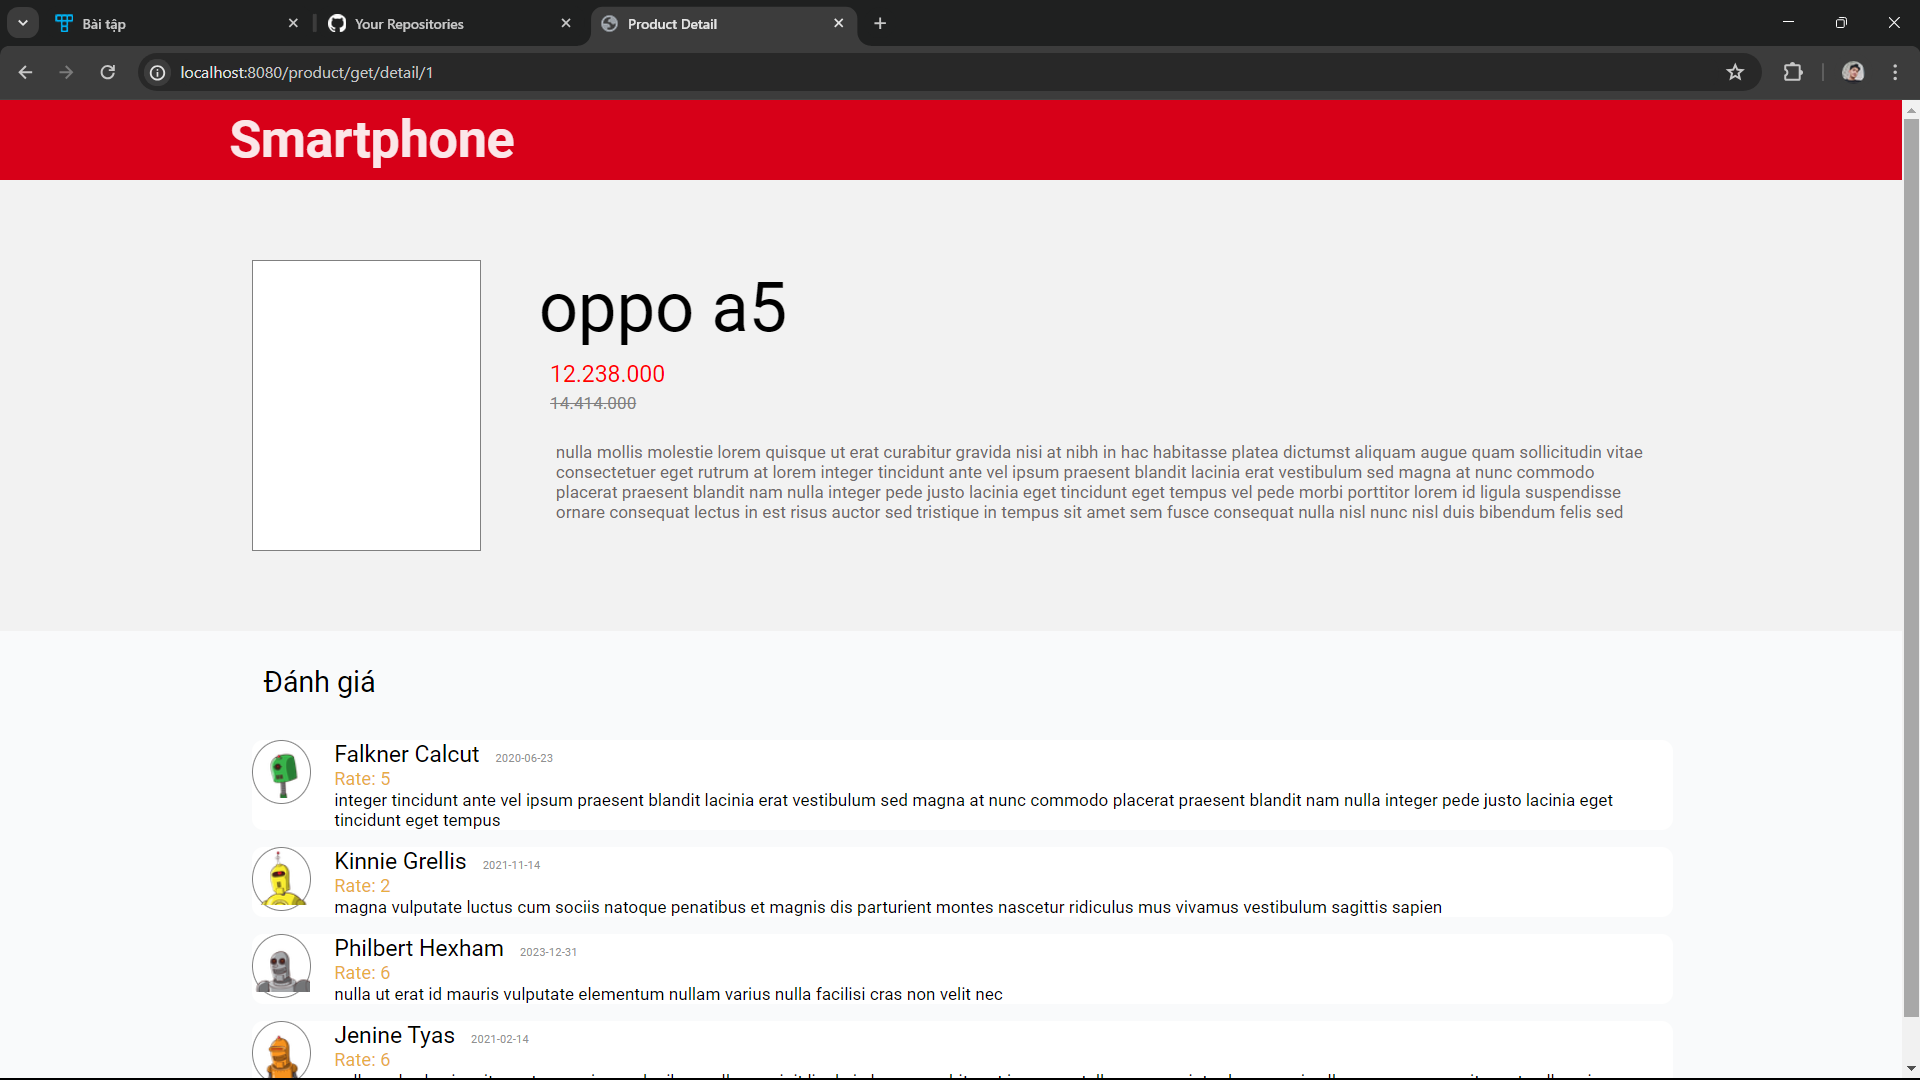 Bài tập
Your Repositories
Product Detail
localhost:8080/product/get/detail/1
Smartphone
oppo a5
12.238.000
14.414.000
nulla mollis molestie lorem quisque ut erat curabitur gravida nisi at nibh in hac habitasse platea dictumst aliquam augue quam sollicitudin vitae
consectetuer eget rutrum at lorem integer tincidunt ante vel ipsum praesent blandit lacinia erat vestibulum sed magna at nunc commodo
placerat praesent blandit nam nulla integer pede justo lacinia eget tincidunt eget tempus vel pede morbi porttitor lorem id ligula suspendisse
ornare consequat lectus in est risus auctor sed tristique in tempus sit amet sem fusce consequat nulla nisl nunc nisl duis bibendum felis sed
Đánh giá
Falkner Calcut 2020-06-23
Rate: 5
integer tincidunt ante vel ipsum praesent blandit lacinia erat vestibulum sed magna at nunc commodo placerat praesent blandit nam nulla integer pede justo lacinia eget
tincidunt eget tempus
Kinnie Grellis 2021-11-14
Rate: 2
magna vulputate luctus cum sociis natoque penatibus et magnis dis parturient montes nascetur ridiculus mus vivamus vestibulum sagittis sapien
Philbert Hexham 2023-12-31
Rate: 6
nulla ut erat id mauris vulputate elementum nullam varius nulla facilisi cras non velit nec
Jenine Tyas 2021-02-14
Rate: 6